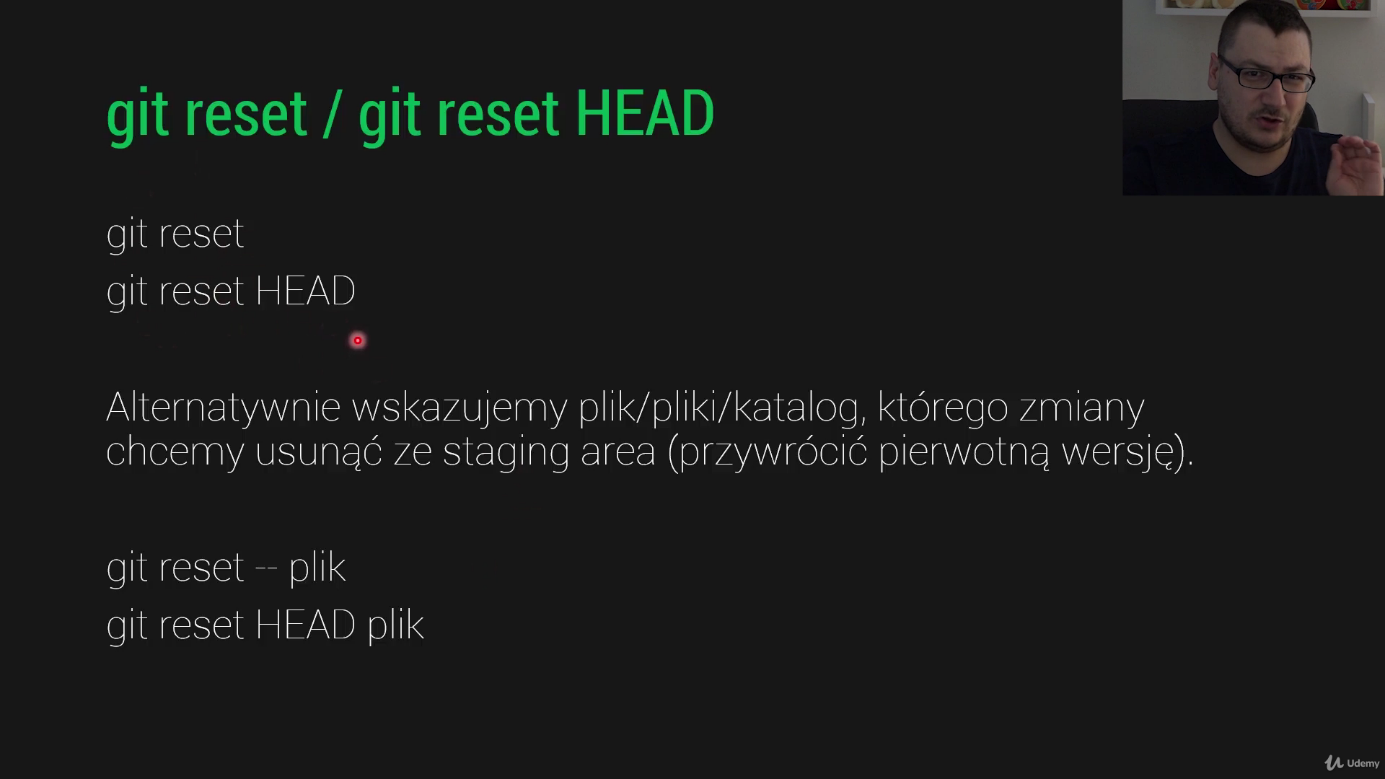 git reset / git reset HEAD
git reset
git reset HEAD
Alternatywnie wskazujemy plik/pliki/katalog, którego zmiany
chcemy usunąć ze staging area (przywrócić pierwotną wersję).
git reset -- plik
git reset HEAD plik
Udemy